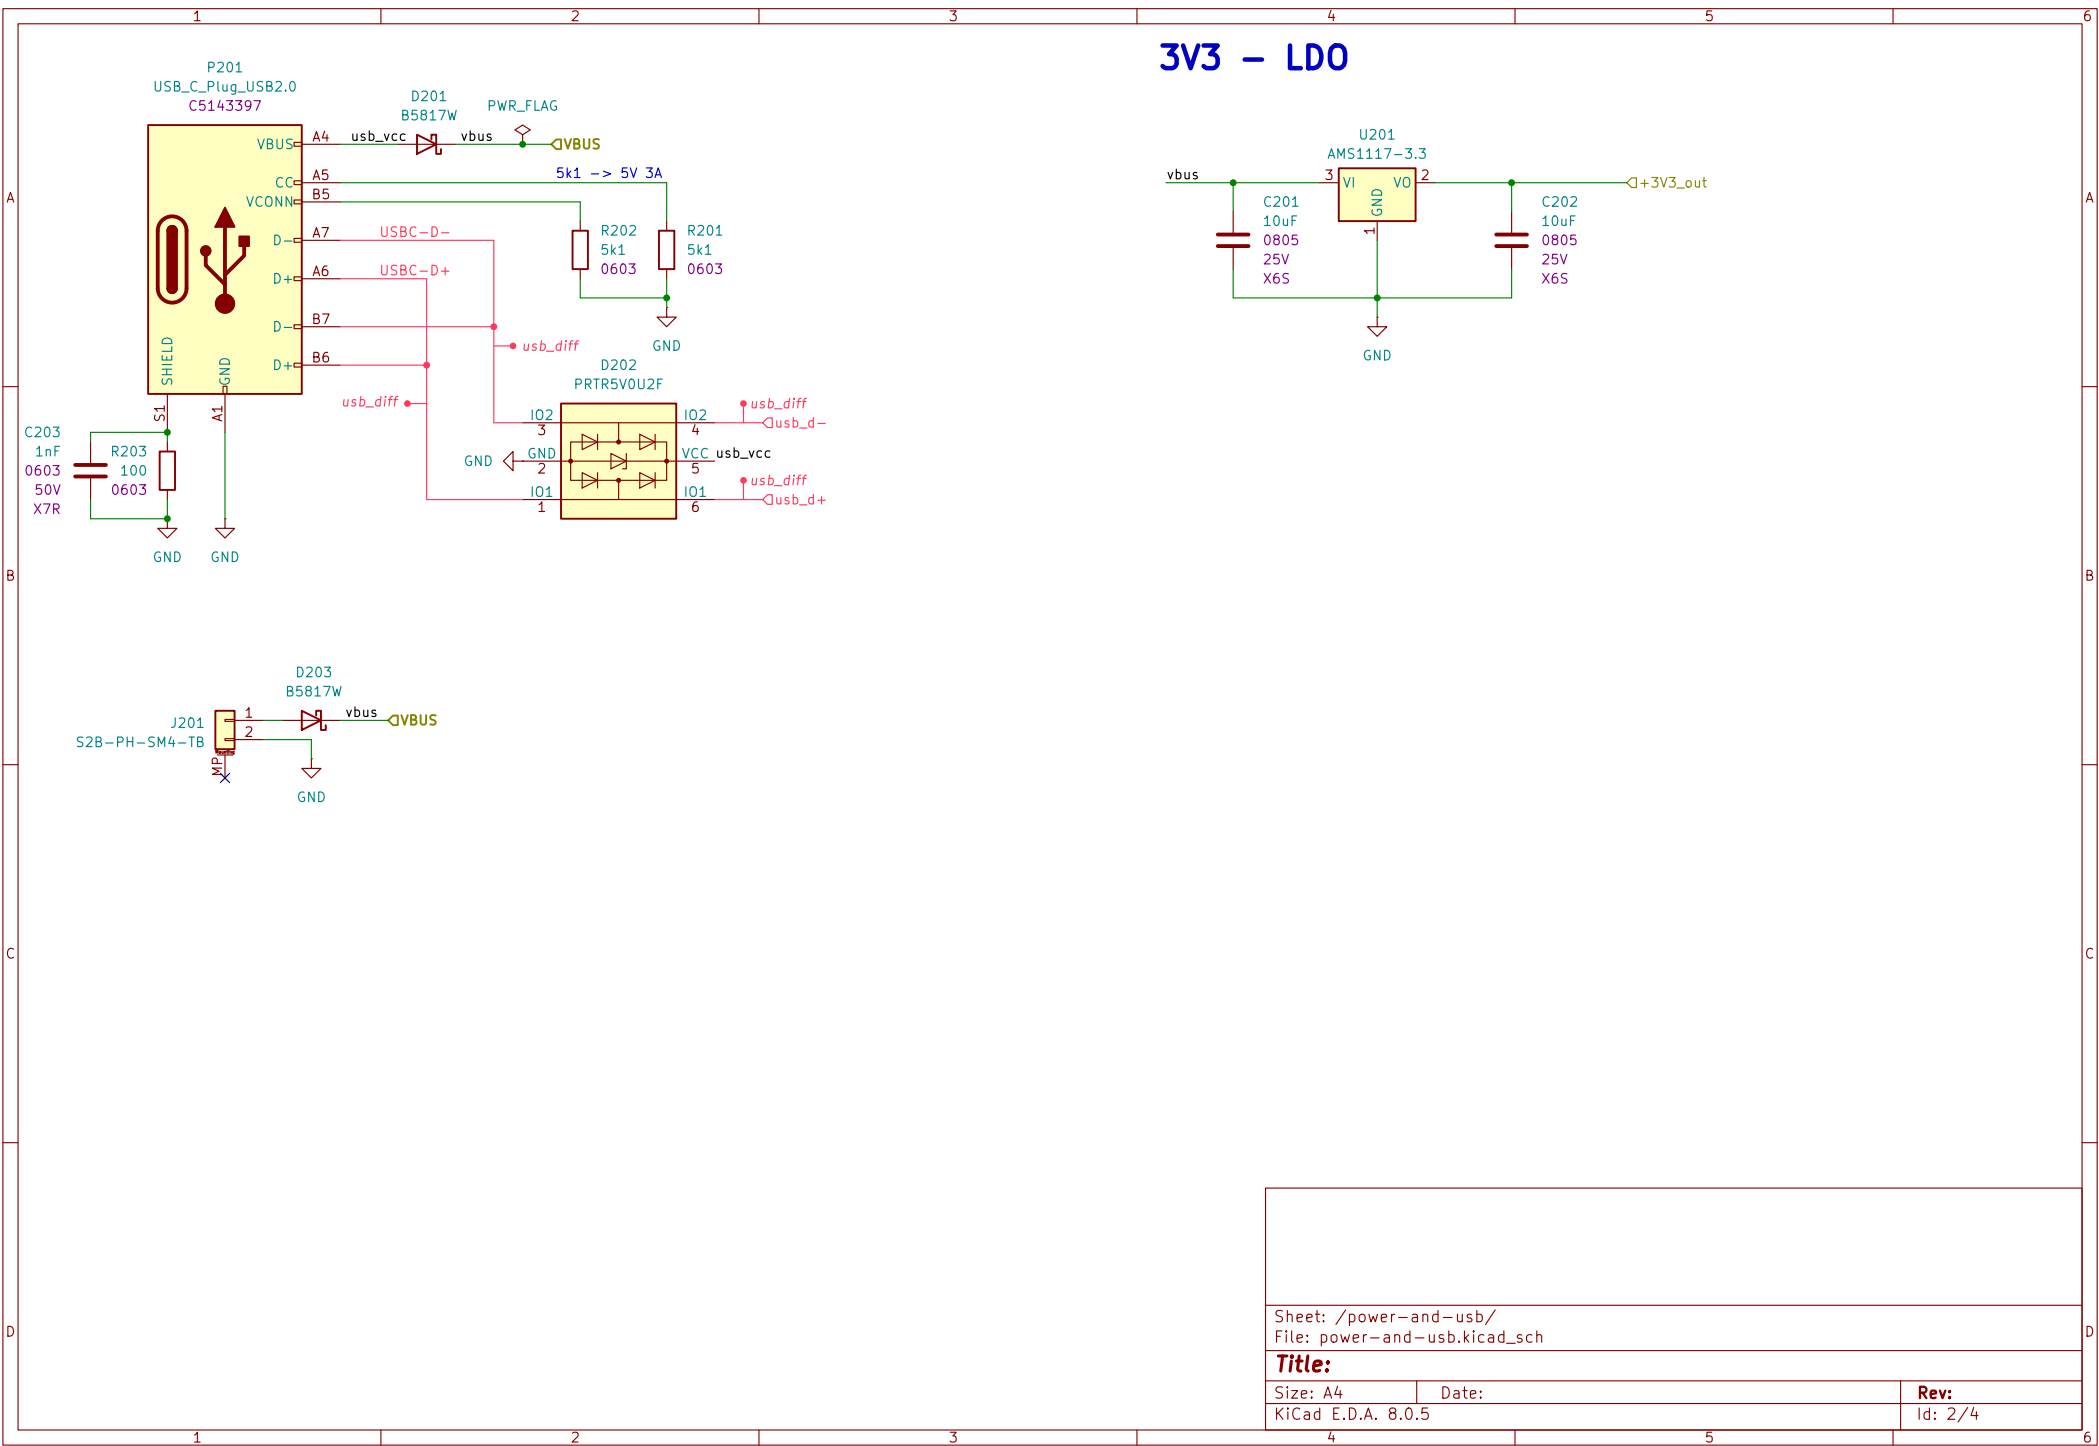 1 2 3 4 5 6
3V3 - LDO
P201
USB_C_Plug_USB2.0
C5143397
VBUS A4
CC A5
VCONN B5
D- A7
D+ A6
D- B7
D+ B6
SHIELD
GND
S1
A1
usb_vcc
D201
B5817W
vbus
PWR_FLAG
VBUS
5k1 -> 5V 3A
USBC-D-
USBC-D+
R202
5k1
0603
R201
5k1
0603
GND
usb_diff
usb_diff
D202
PRTR5V0U2F
IO2
3
GND
2
IO1
1
IO2
4
VCC
5
IO1
6
GND
usb_diff
usb_d-
usb_vcc
usb_diff
usb_d+
C203
1nF
0603
50V
X7R
R203
100
0603
GND
GND
vbus
C201
10uF
0805
25V
X6S
U201
AMS1117-3.3
3 VI VO 2
GND
1
+3V3_out
C202
10uF
0805
25V
X6S
GND
D203
B5817W
J201
S2B-PH-SM4-TB
1
2
MP
vbus
VBUS
GND
A
B
C
D
A
B
C
D
Sheet: /power-and-usb/
File: power-and-usb.kicad_sch
Title:
Size: A4 Date: Rev:
KiCad E.D.A. 8.0.5 Id: 2/4
1 2 3 4 5 6